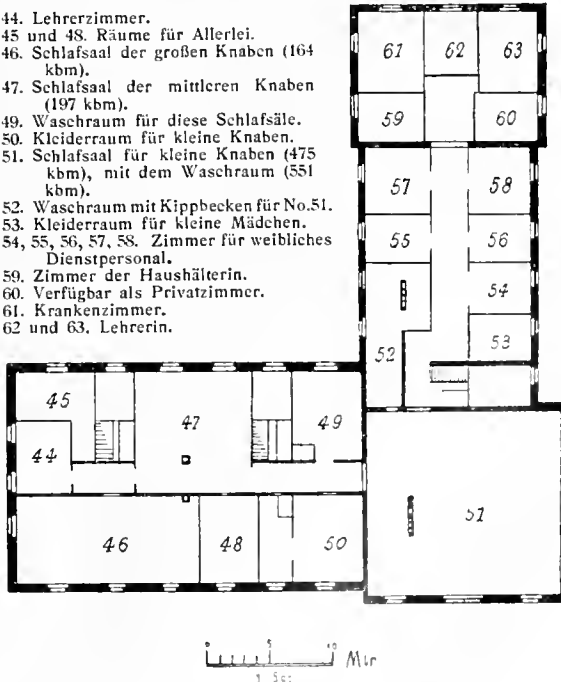 44. Lehrerzimmer.
45 und 48. Räume für Allerlei.
46. Schlafsaal der großen Knaben (164
kbm).
47. Schlafsaal der mittleren Knaben
(197 kbm).
49. Waschraum für diese Schlafsäle.
50. Kleiderraum für kleine Knaben.
51. Schlafsaal für kleine Knaben (475
kbm), mit dem Waschraum (551
kbm).
52. Waschraum mit Kippbecken für No.51.
53. Kleiderraum für kleine Mädchen.
54, 55, 56, 57, 58. Zimmer für weibliches
Dienstpersonal.
59. Zimmer der Haushälterin.
60. Verfügbar als Privatzimmer.
61. Krankenzimmer.
62 und 63. Lehrerin.
61 62 63
59 60
57 58
55 56
54
52 53
45 47 49
44
46 48 50
51
5 10 Mtr